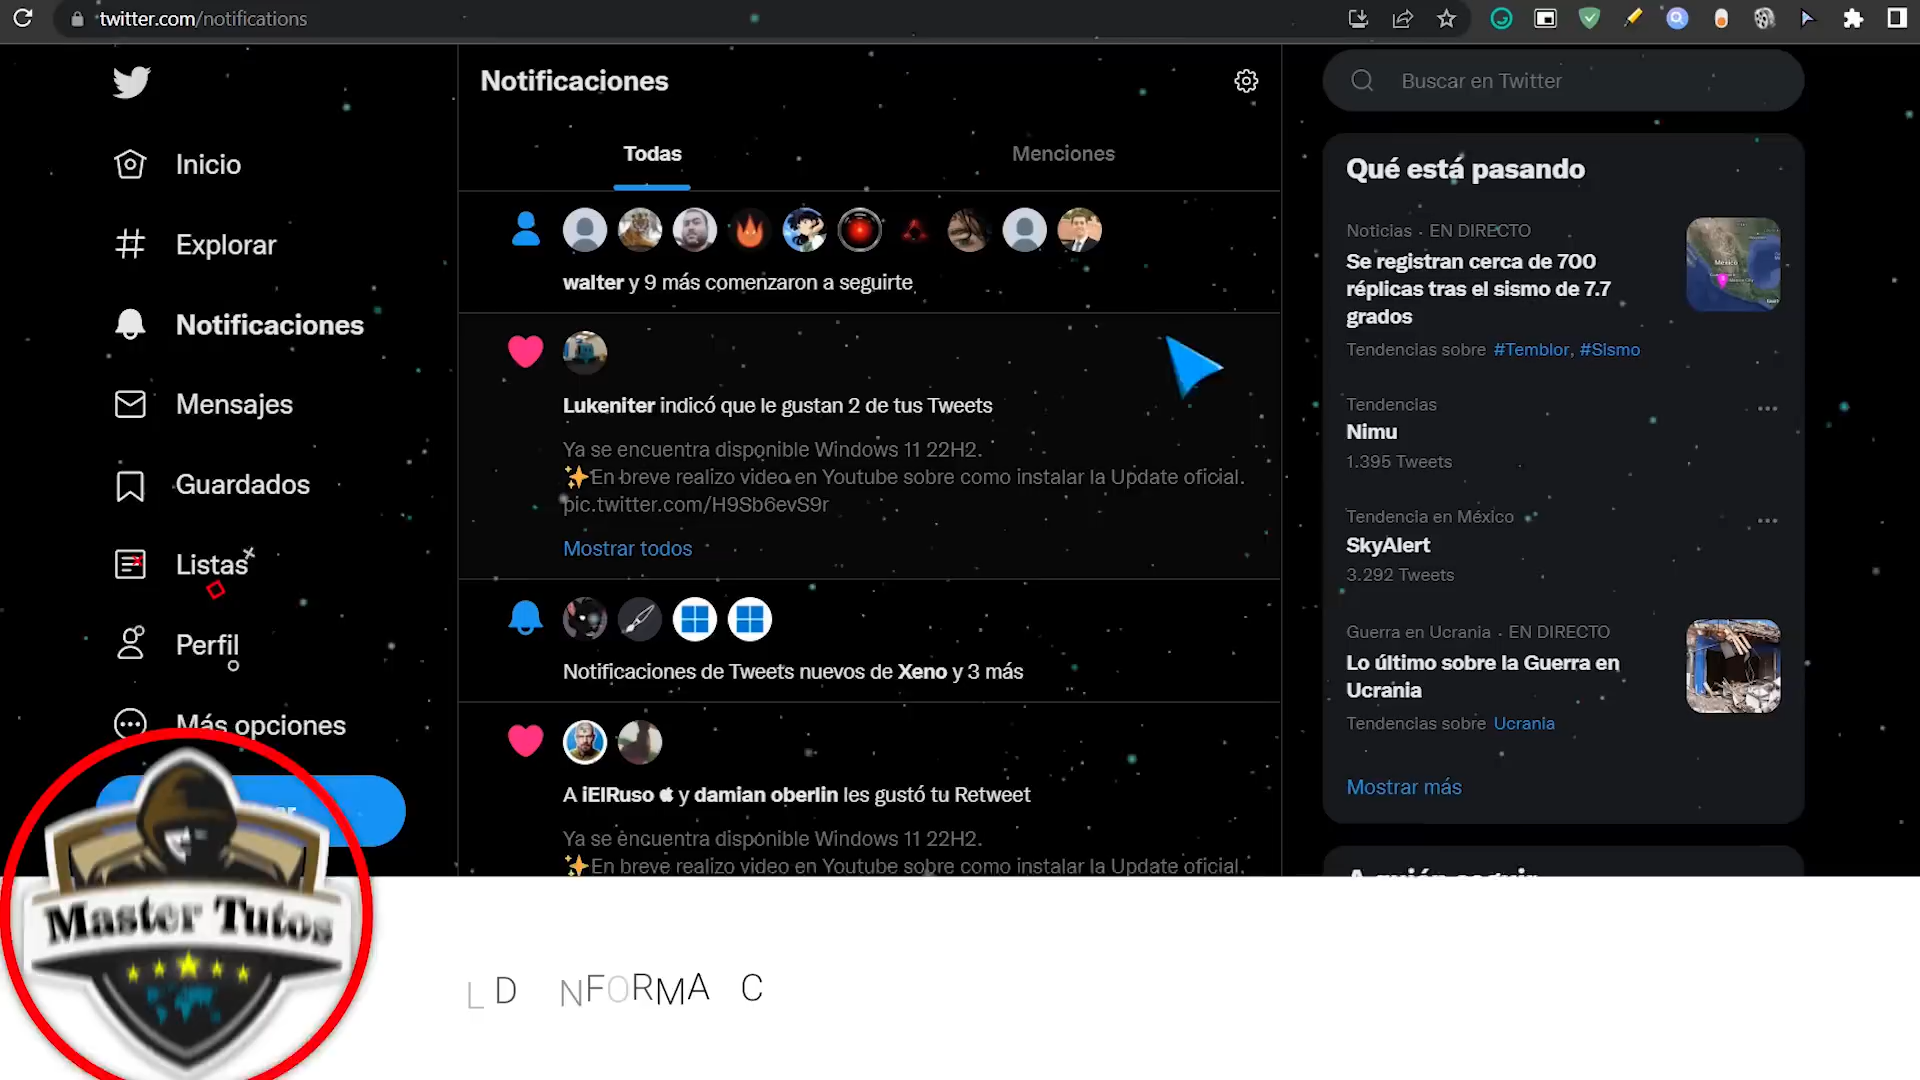 twitter.com/notifications
Inicio
Explorar
Notificaciones
Mensajes
Guardados
Listas
Perfil
Más opciones
Notificaciones
Todas
Menciones
walter y 9 más comenzaron a seguirte
Lukeniter indicó que le gustan 2 de tus Tweets
Ya se encuentra disponible Windows 11 22H2.
✨En breve realizo video en Youtube sobre como instalar la Update oficial.
pic.twitter.com/H9Sb6evS9r
Mostrar todos
Notificaciones de Tweets nuevos de Xeno y 3 más
A iElRuso y damian oberlin les gustó tu Retweet
Ya se encuentra disponible Windows 11 22H2.
✨En breve realizo video en Youtube sobre como instalar la Update oficial.
Buscar en Twitter
Qué está pasando
Noticias · EN DIRECTO
Se registran cerca de 700
réplicas tras el sismo de 7.7
grados
Tendencias sobre #Temblor, #Sismo
Tendencias
Nimu
1.395 Tweets
Tendencia en México
SkyAlert
3.292 Tweets
Guerra en Ucrania · EN DIRECTO
Lo último sobre la Guerra en
Ucrania
Tendencias sobre Ucrania
Mostrar más
A quién seguir
Master Tutos
L D NFORMA C